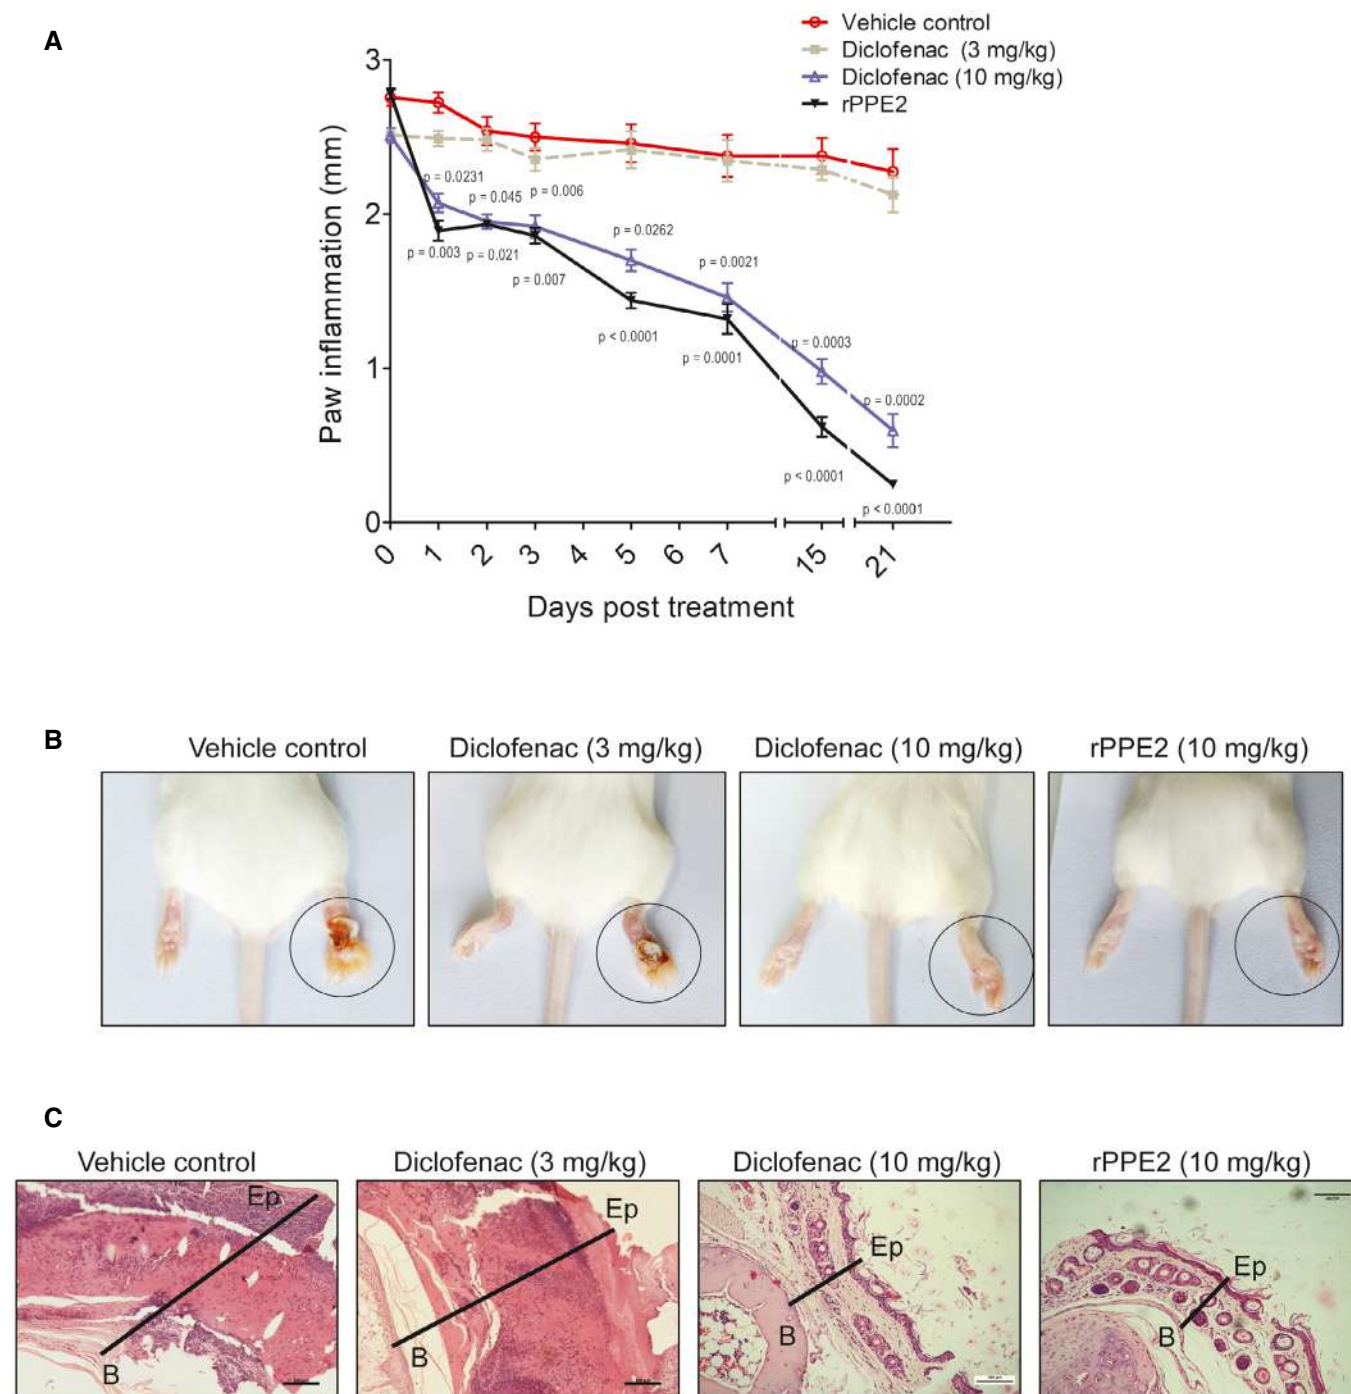 A
Vehicle control
Diclofenac (3 mg/kg)
Diclofenac (10 mg/kg)
rPPE2
Paw inflammation (mm)
3
2
1
0
p = 0.0231
p = 0.045
p = 0.006
p = 0.0262
p = 0.0021
p = 0.0003
p = 0.0002
p = 0.003
p = 0.021
p = 0.007
p < 0.0001
p = 0.0001
p < 0.0001
p < 0.0001
0 1 2 3 4 5 6 7 15 21
Days post treatment
B
Vehicle control
Diclofenac (3 mg/kg)
Diclofenac (10 mg/kg)
rPPE2 (10 mg/kg)
C
Vehicle control
Diclofenac (3 mg/kg)
Diclofenac (10 mg/kg)
rPPE2 (10 mg/kg)
Ep
B
Ep
B
Ep
B
Ep
B